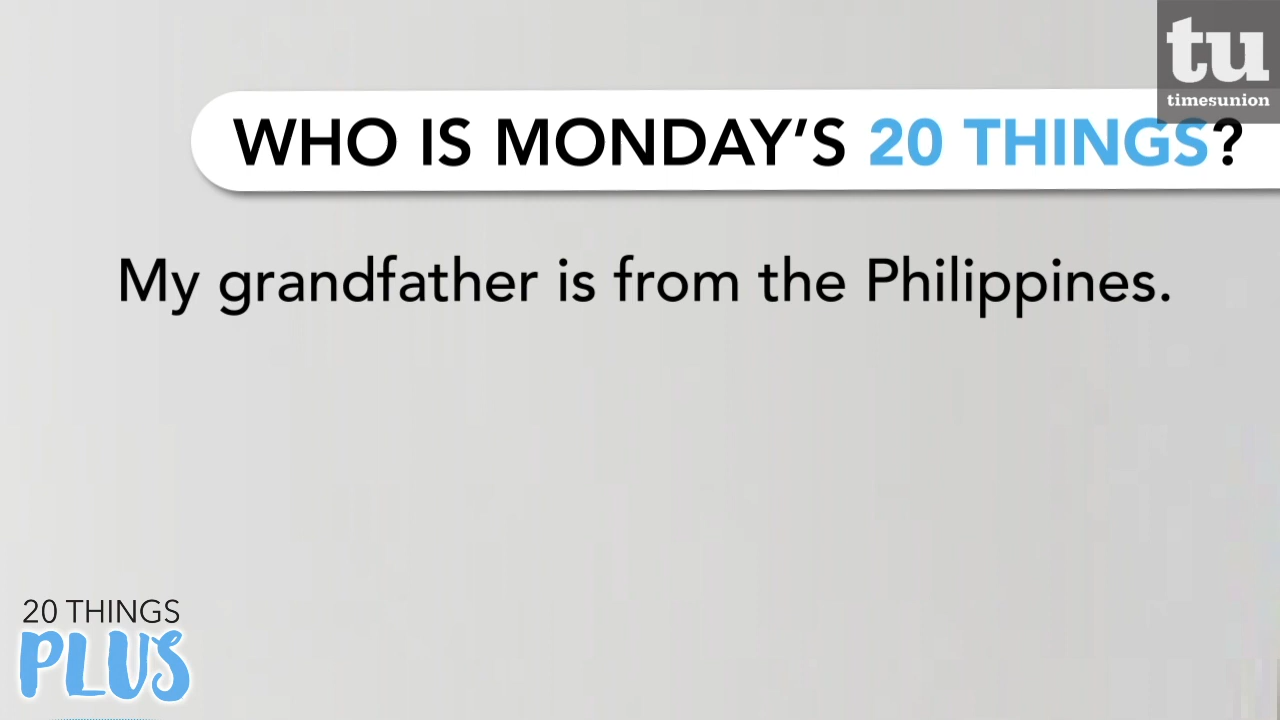 tu
timesunion
WHO IS MONDAY’S 20 THINGS?
My grandfather is from the Philippines.
20 THINGS
PLUS